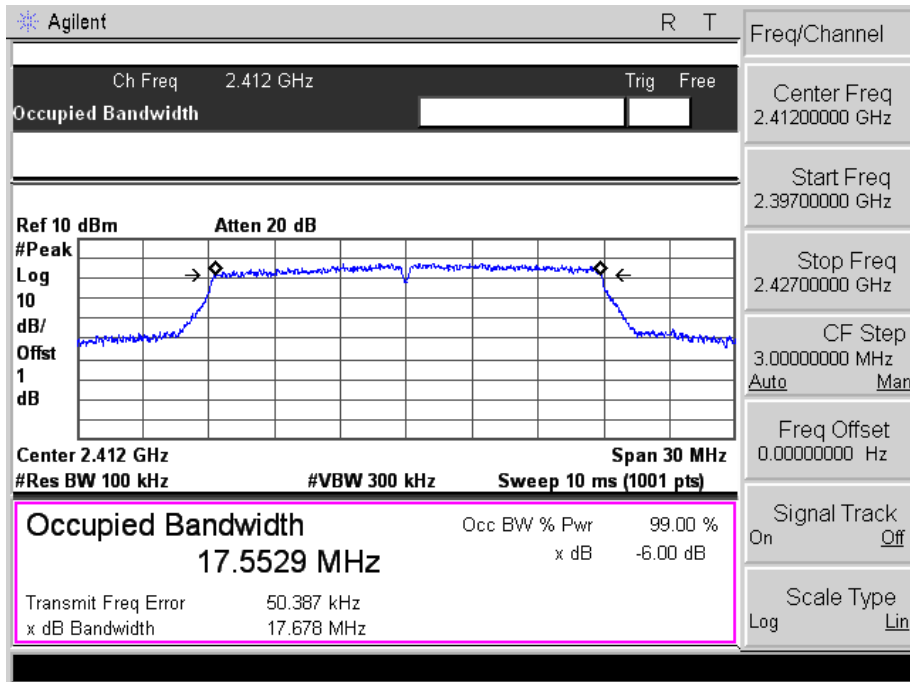 Agilent R T
Ch Freq 2.412 GHz Trig Free
Occupied Bandwidth
Ref 10 dBm Atten 20 dB
#Peak
Log
10
dB/
Offst
1
dB
Center 2.412 GHz Span 30 MHz
#Res BW 100 kHz #VBW 300 kHz Sweep 10 ms (1001 pts)
Occupied Bandwidth Occ BW % Pwr 99.00 %
17.5529 MHz x dB -6.00 dB
Transmit Freq Error 50.387 kHz
x dB Bandwidth 17.678 MHz
Freq/Channel
Center Freq
2.41200000 GHz
Start Freq
2.39700000 GHz
Stop Freq
2.42700000 GHz
CF Step
3.00000000 MHz
Auto Man
Freq Offset
0.00000000 Hz
Signal Track
On Off
Scale Type
Log Lin